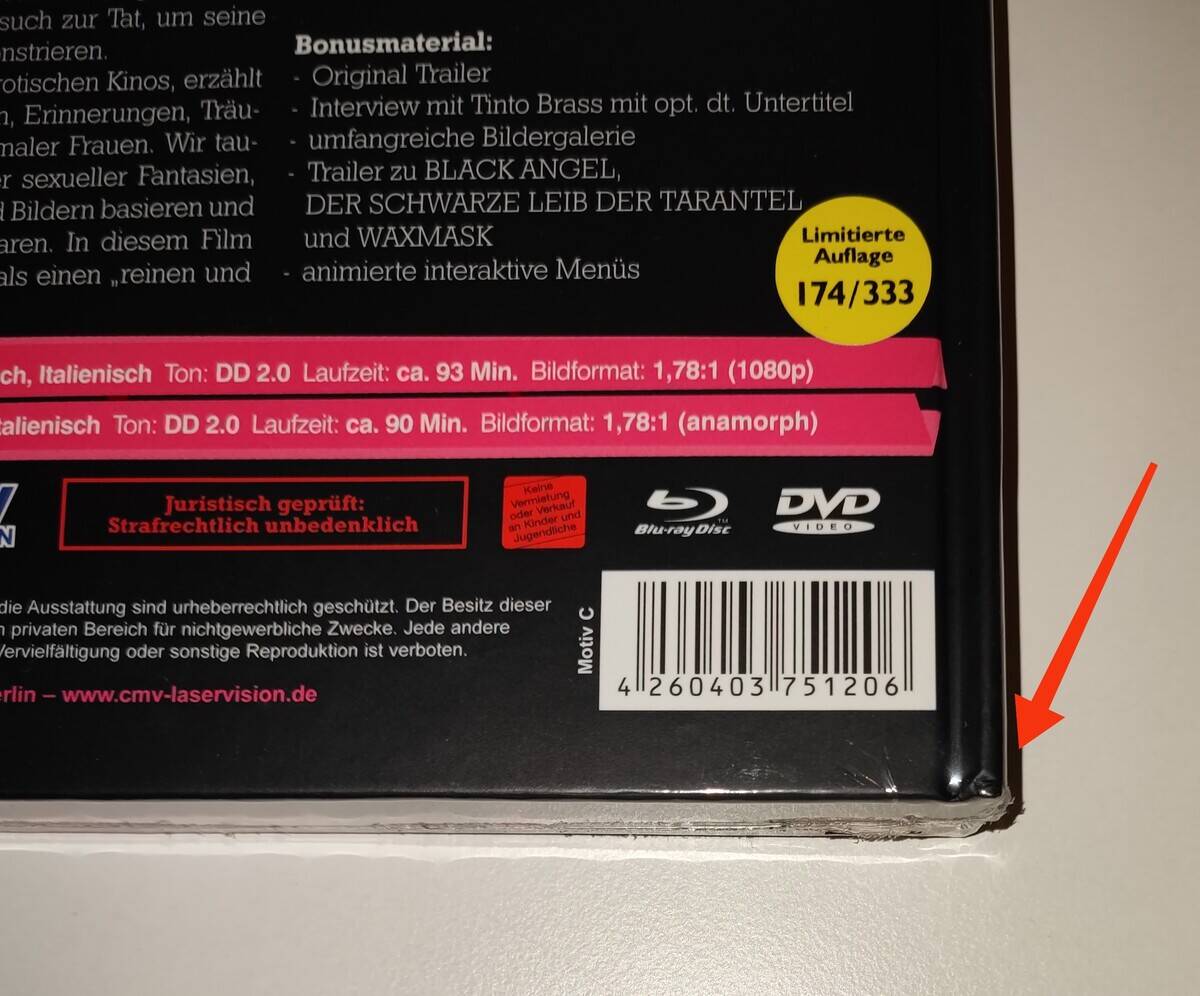 such zur Tat, um seine
nstrieren.
rotischen Kinos, erzählt
n, Erinnerungen, Träu-
maler Frauen. Wir tau-
r sexueller Fantasien,
d Bildern basieren und
aren. In diesem Film
als einen „reinen und
Bonusmaterial:
- Original Trailer
- Interview mit Tinto Brass mit opt. dt. Untertitel
- umfangreiche Bildergalerie
- Trailer zu BLACK ANGEL,
DER SCHWARZE LEIB DER TARANTEL
und WAXMASK
- animierte interaktive Menüs
Limitierte
Auflage
174/333
ch, Italienisch Ton: DD 2.0 Laufzeit: ca. 93 Min. Bildformat: 1,78:1 (1080p)
talienisch Ton: DD 2.0 Laufzeit: ca. 90 Min. Bildformat: 1,78:1 (anamorph)
Juristisch geprüft:
Strafrechtlich unbedenklich
Keine
Vermietung
oder Verkauf
an Kinder und
Jugendliche
Blu-ray Disc™
DVD
VIDEO
die Ausstattung sind urheberrechtlich geschützt. Der Besitz dieser
n privaten Bereich für nichtgewerbliche Zwecke. Jede andere
Vervielfältigung oder sonstige Reproduktion ist verboten.
erlin – www.cmv-laservision.de
Motiv C
4 260403 751206